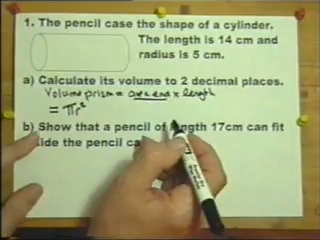 1. The pencil case the shape of a cylinder.
The length is 14 cm and
radius is 5 cm.
a) Calculate its volume to 2 decimal places.
Volume prism = area end x length
= πr²
b) Show that a pencil of length 17cm can fit
side the pencil ca